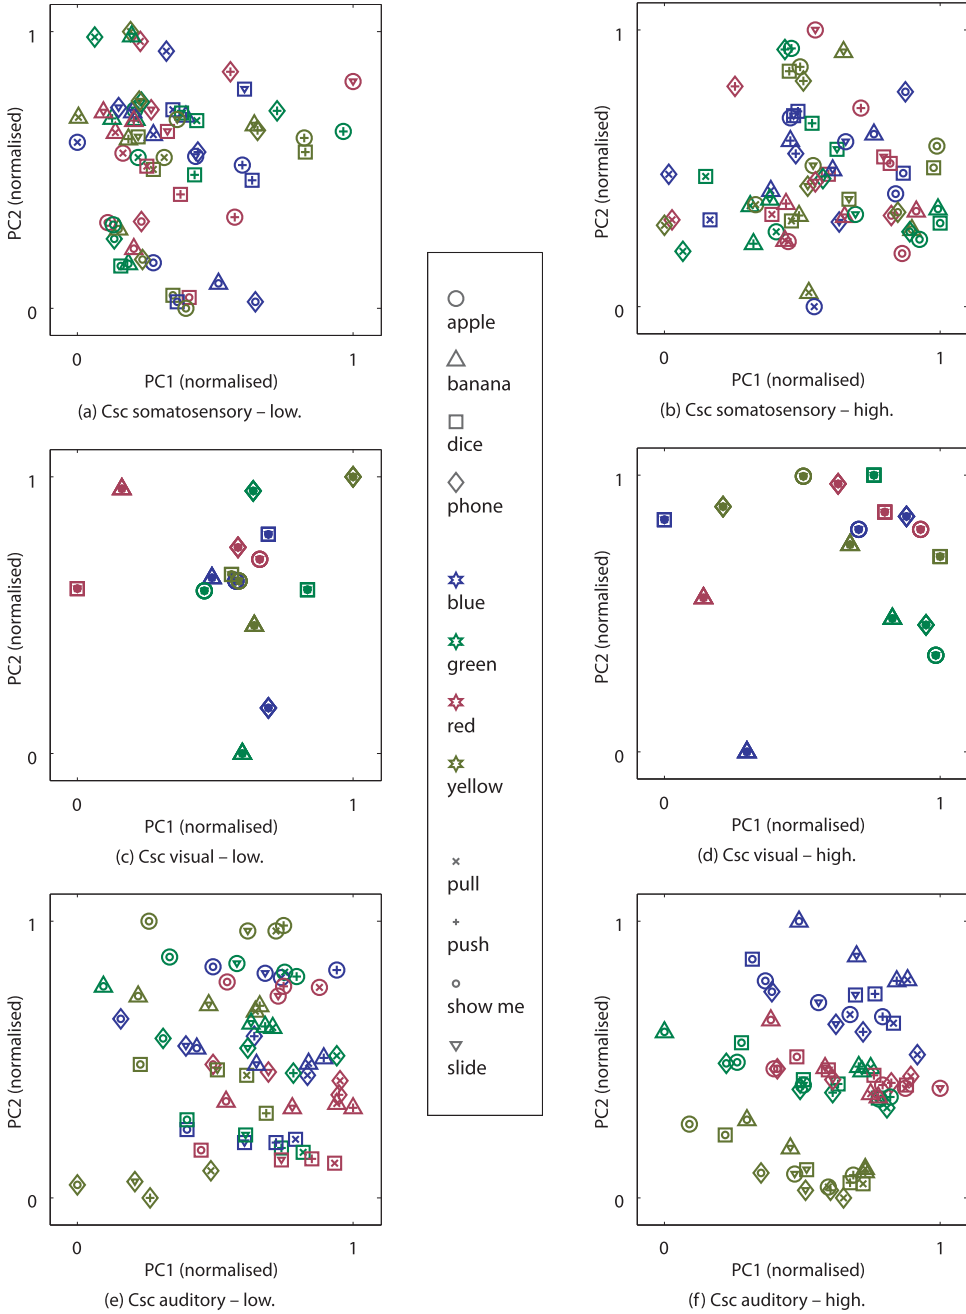 1
PC2 (normalised)
0
0
1
PC1 (normalised)
(a) Csc somatosensory – low.
1
PC2 (normalised)
0
0
1
PC1 (normalised)
(b) Csc somatosensory – high.
apple
banana
dice
phone
blue
green
red
yellow
pull
push
show me
slide
1
PC2 (normalised)
0
0
1
PC1 (normalised)
(c) Csc visual – low.
1
PC2 (normalised)
0
0
1
PC1 (normalised)
(d) Csc visual – high.
1
PC2 (normalised)
0
0
1
PC1 (normalised)
(e) Csc auditory – low.
1
PC2 (normalised)
0
0
1
PC1 (normalised)
(f) Csc auditory – high.